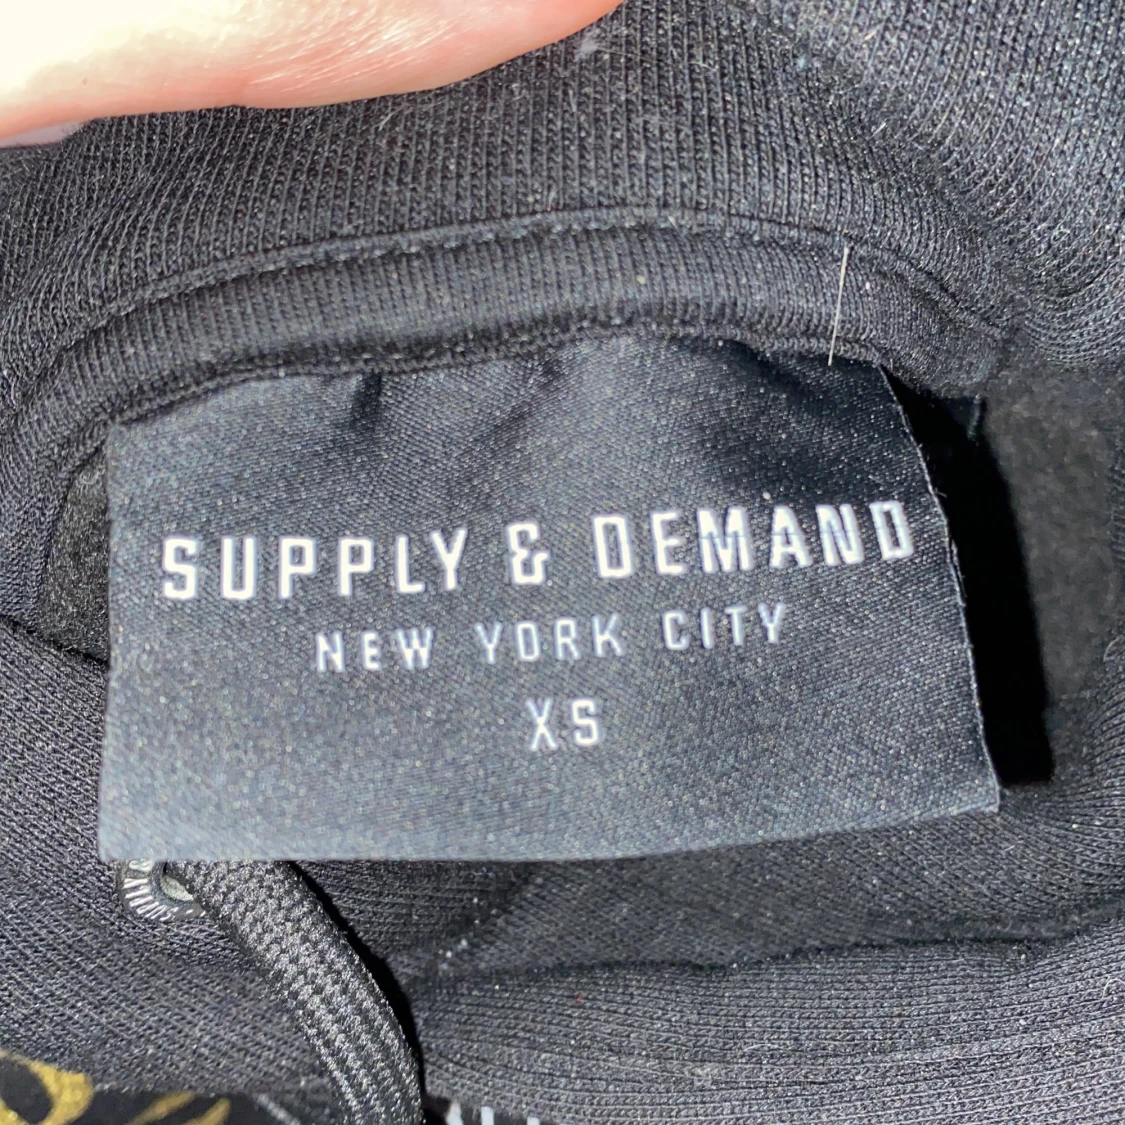 SUPPLY & DEMAND
NEW YORK CITY
XS